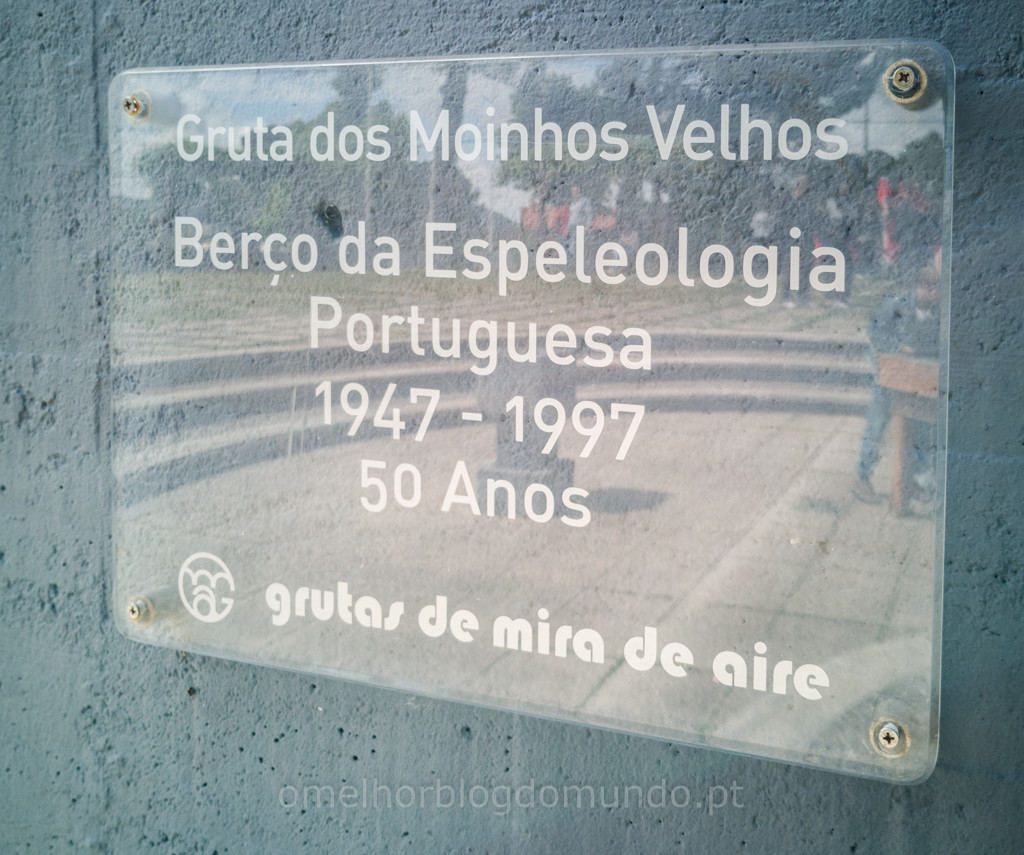 Gruta dos Moinhos Velhos
Berço da Espeleologia
Portuguesa
1947 - 1997
50 Anos
grutas de mira de aire
omelhorblogdomundo.pt